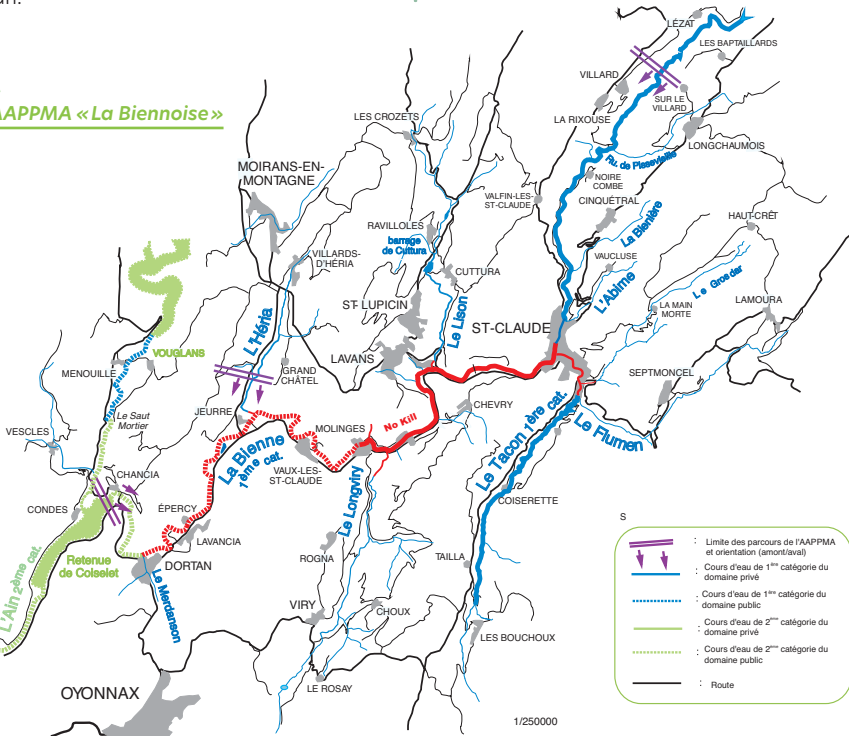 AAPPMA « La Biennoise »
LÉZAT
LES BAPTAILLARDS
VILLARD
SUR LE
VILLARD
LA RIXOUSE
LONGCHAUMOIS
LES CROZETS
MOIRANS-EN-
MONTAGNE
Ru. de Pissevieille
NOIRE
COMBE
VALFIN-LES-
ST-CLAUDE
CINQUÉTRAL
La Bienière
HAUT-CRÊT
RAVILLOLES
barrage
de Cuttura
VILLARDS-
D'HÉRIA
CUTTURA
VAUCLUSE
L'Abîme
Le Grosdar
LA MAIN
MORTE
LAMOURA
ST-LUPICIN
Le Lison
ST-CLAUDE
L'Héria
VOUGLANS
LAVANS
MENOUILLE
GRAND
CHÂTEL
SEPTMONCEL
Le Saut
Mortier
JEURRE
MOLINGES
No Kill
CHEVRY
Le Flumen
VESCLES
La Bienne
1ème cat.
VAUX-LES-
ST-CLAUDE
Le Tacon 1ère cat.
CHANCIA
Le Longviry
COISERETTE
CONDES
ÉPERCY
LAVANCIA
L'Ain 2ème cat.
Retenue
de Coiselet
DORTAN
Le Merdanson
ROGNA
TAILLA
VIRY
CHOUX
LES BOUCHOUX
OYONNAX
LE ROSAY
1/250000
S
: Limite des parcours de l'AAPPMA
et orientation (amont/aval)
: Cours d'eau de 1ère catégorie du
domaine privé
: Cours d'eau de 1ère catégorie du
domaine public
: Cours d'eau de 2ème catégorie du
domaine privé
: Cours d'eau de 2ème catégorie du
domaine public
: Route